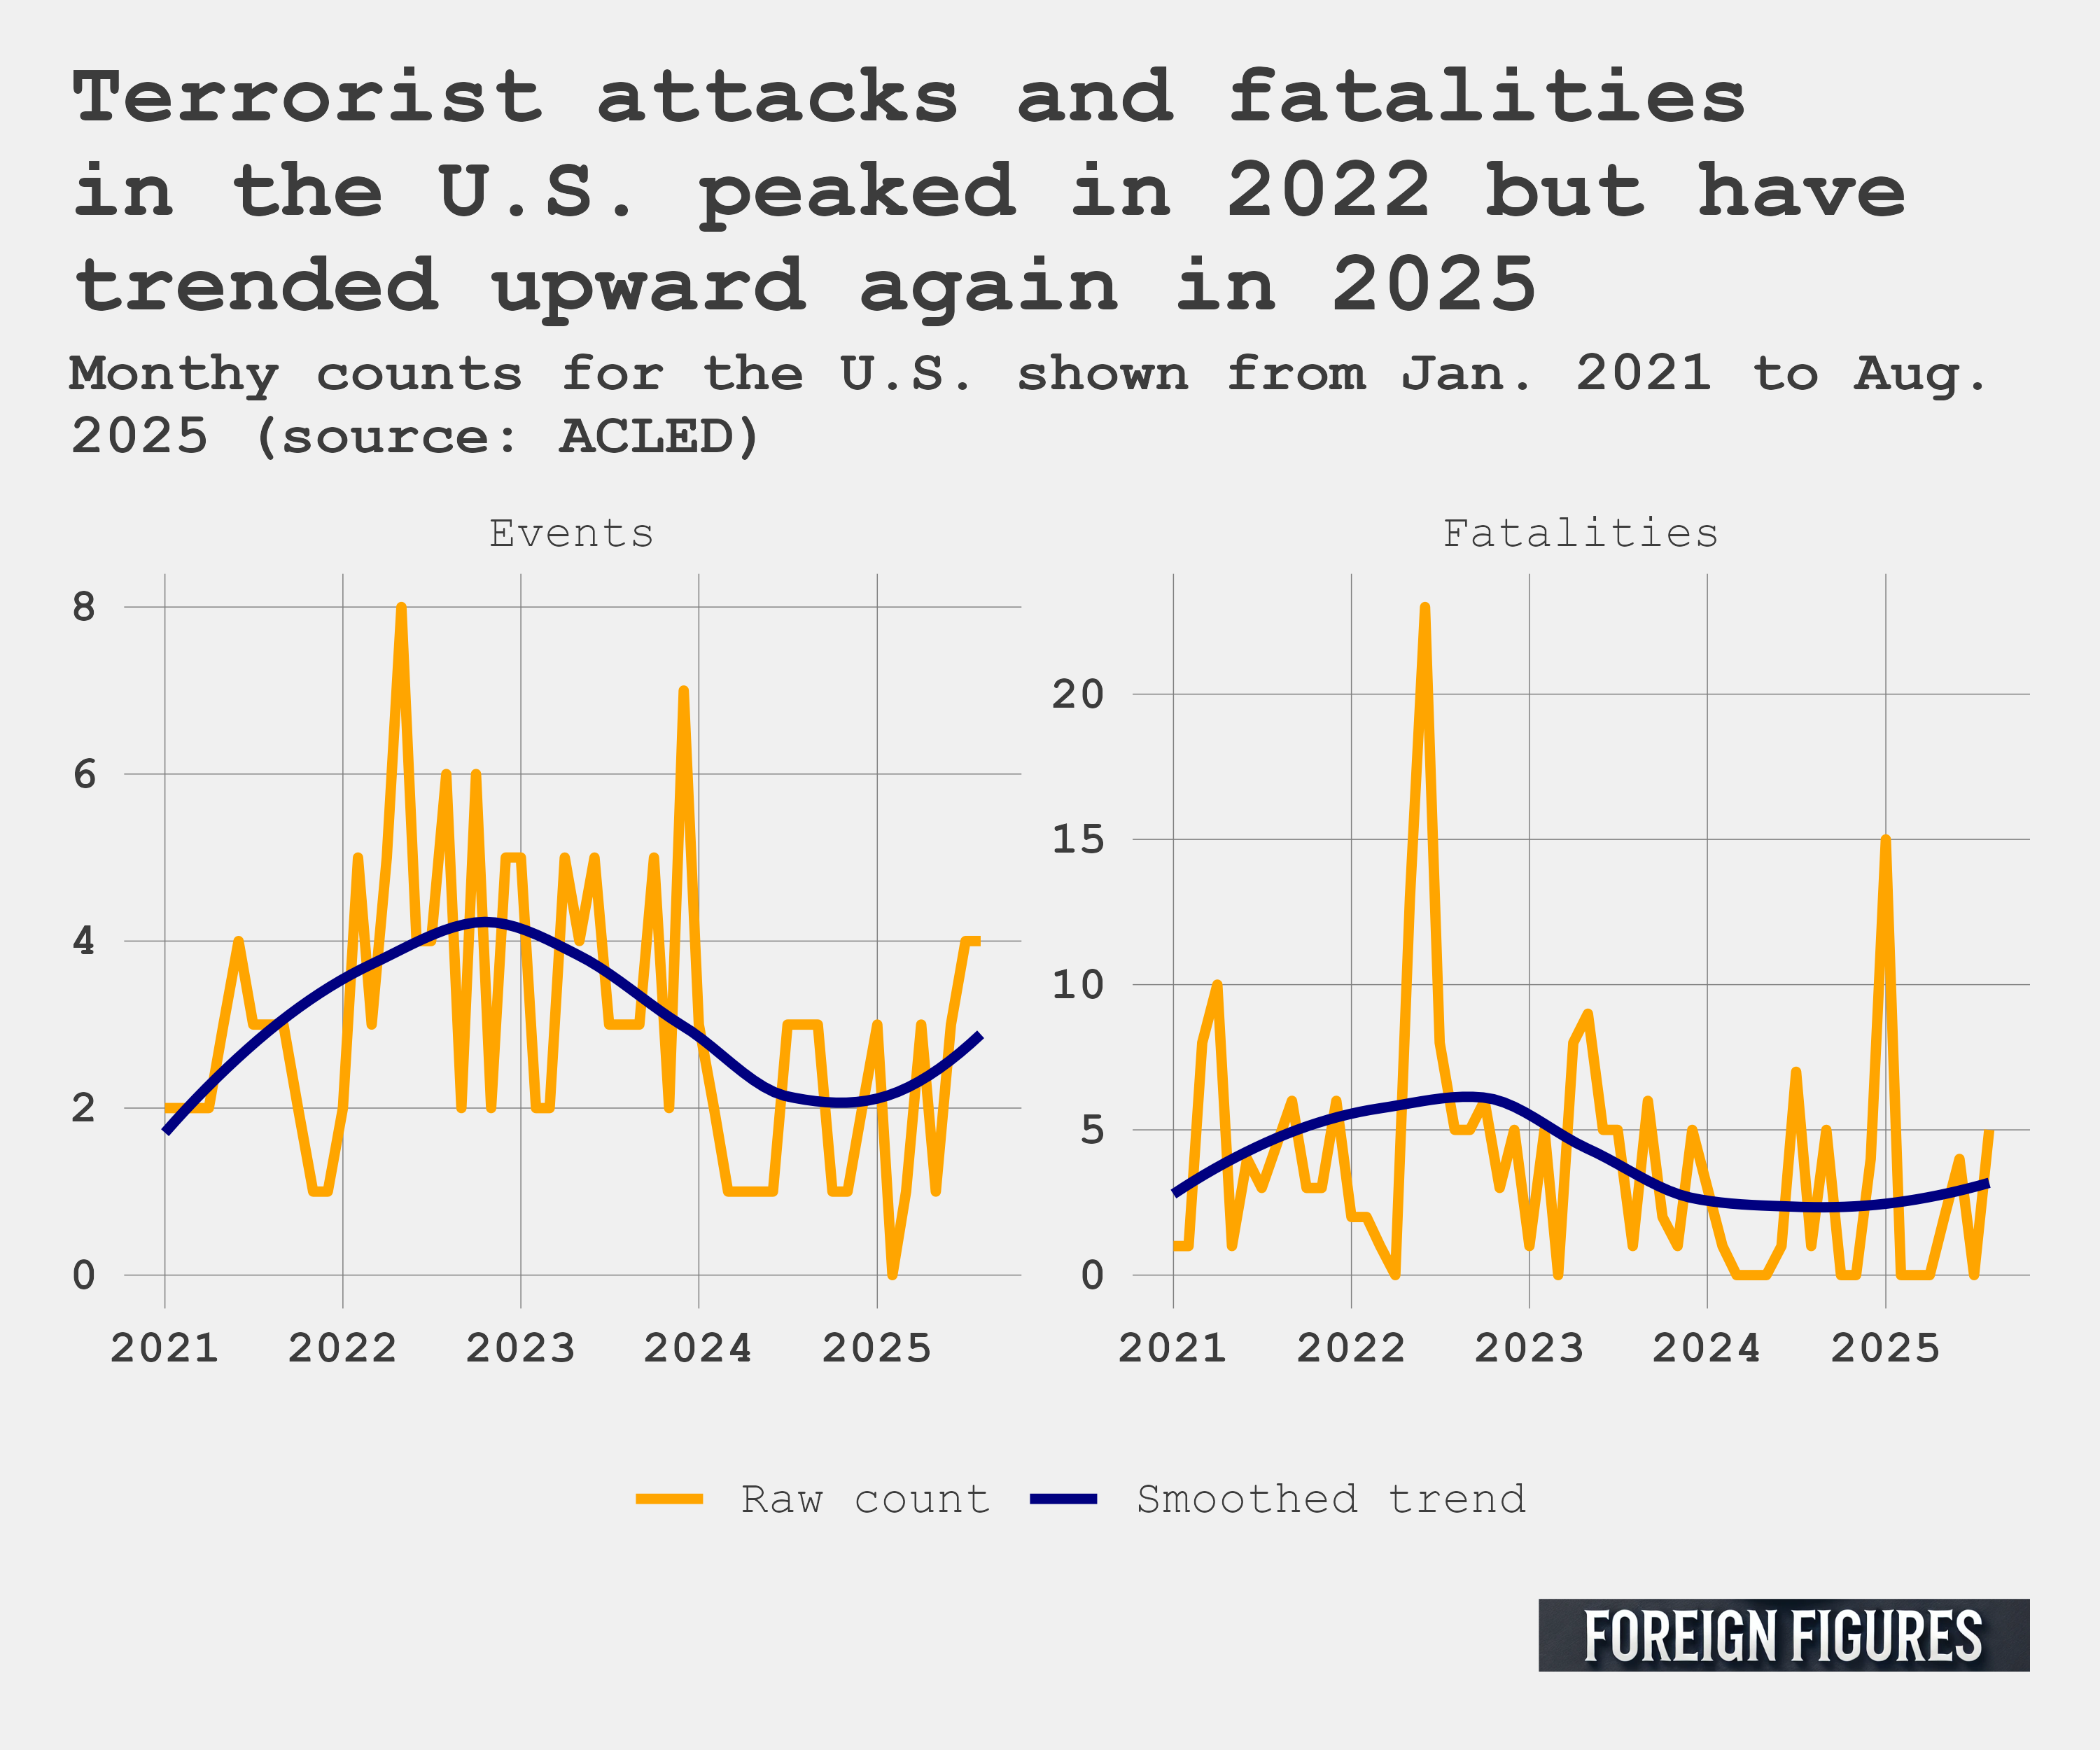 Terrorist attacks and fatalities
in the U.S. peaked in 2022 but have
trended upward again in 2025
Monthy counts for the U.S. shown from Jan. 2021 to Aug.
2025 (source: ACLED)
Events
8
6
4
2
0
2021 2022 2023 2024 2025
Fatalities
20
15
10
5
0
2021 2022 2023 2024 2025
Raw count Smoothed trend
FOREIGN FIGURES